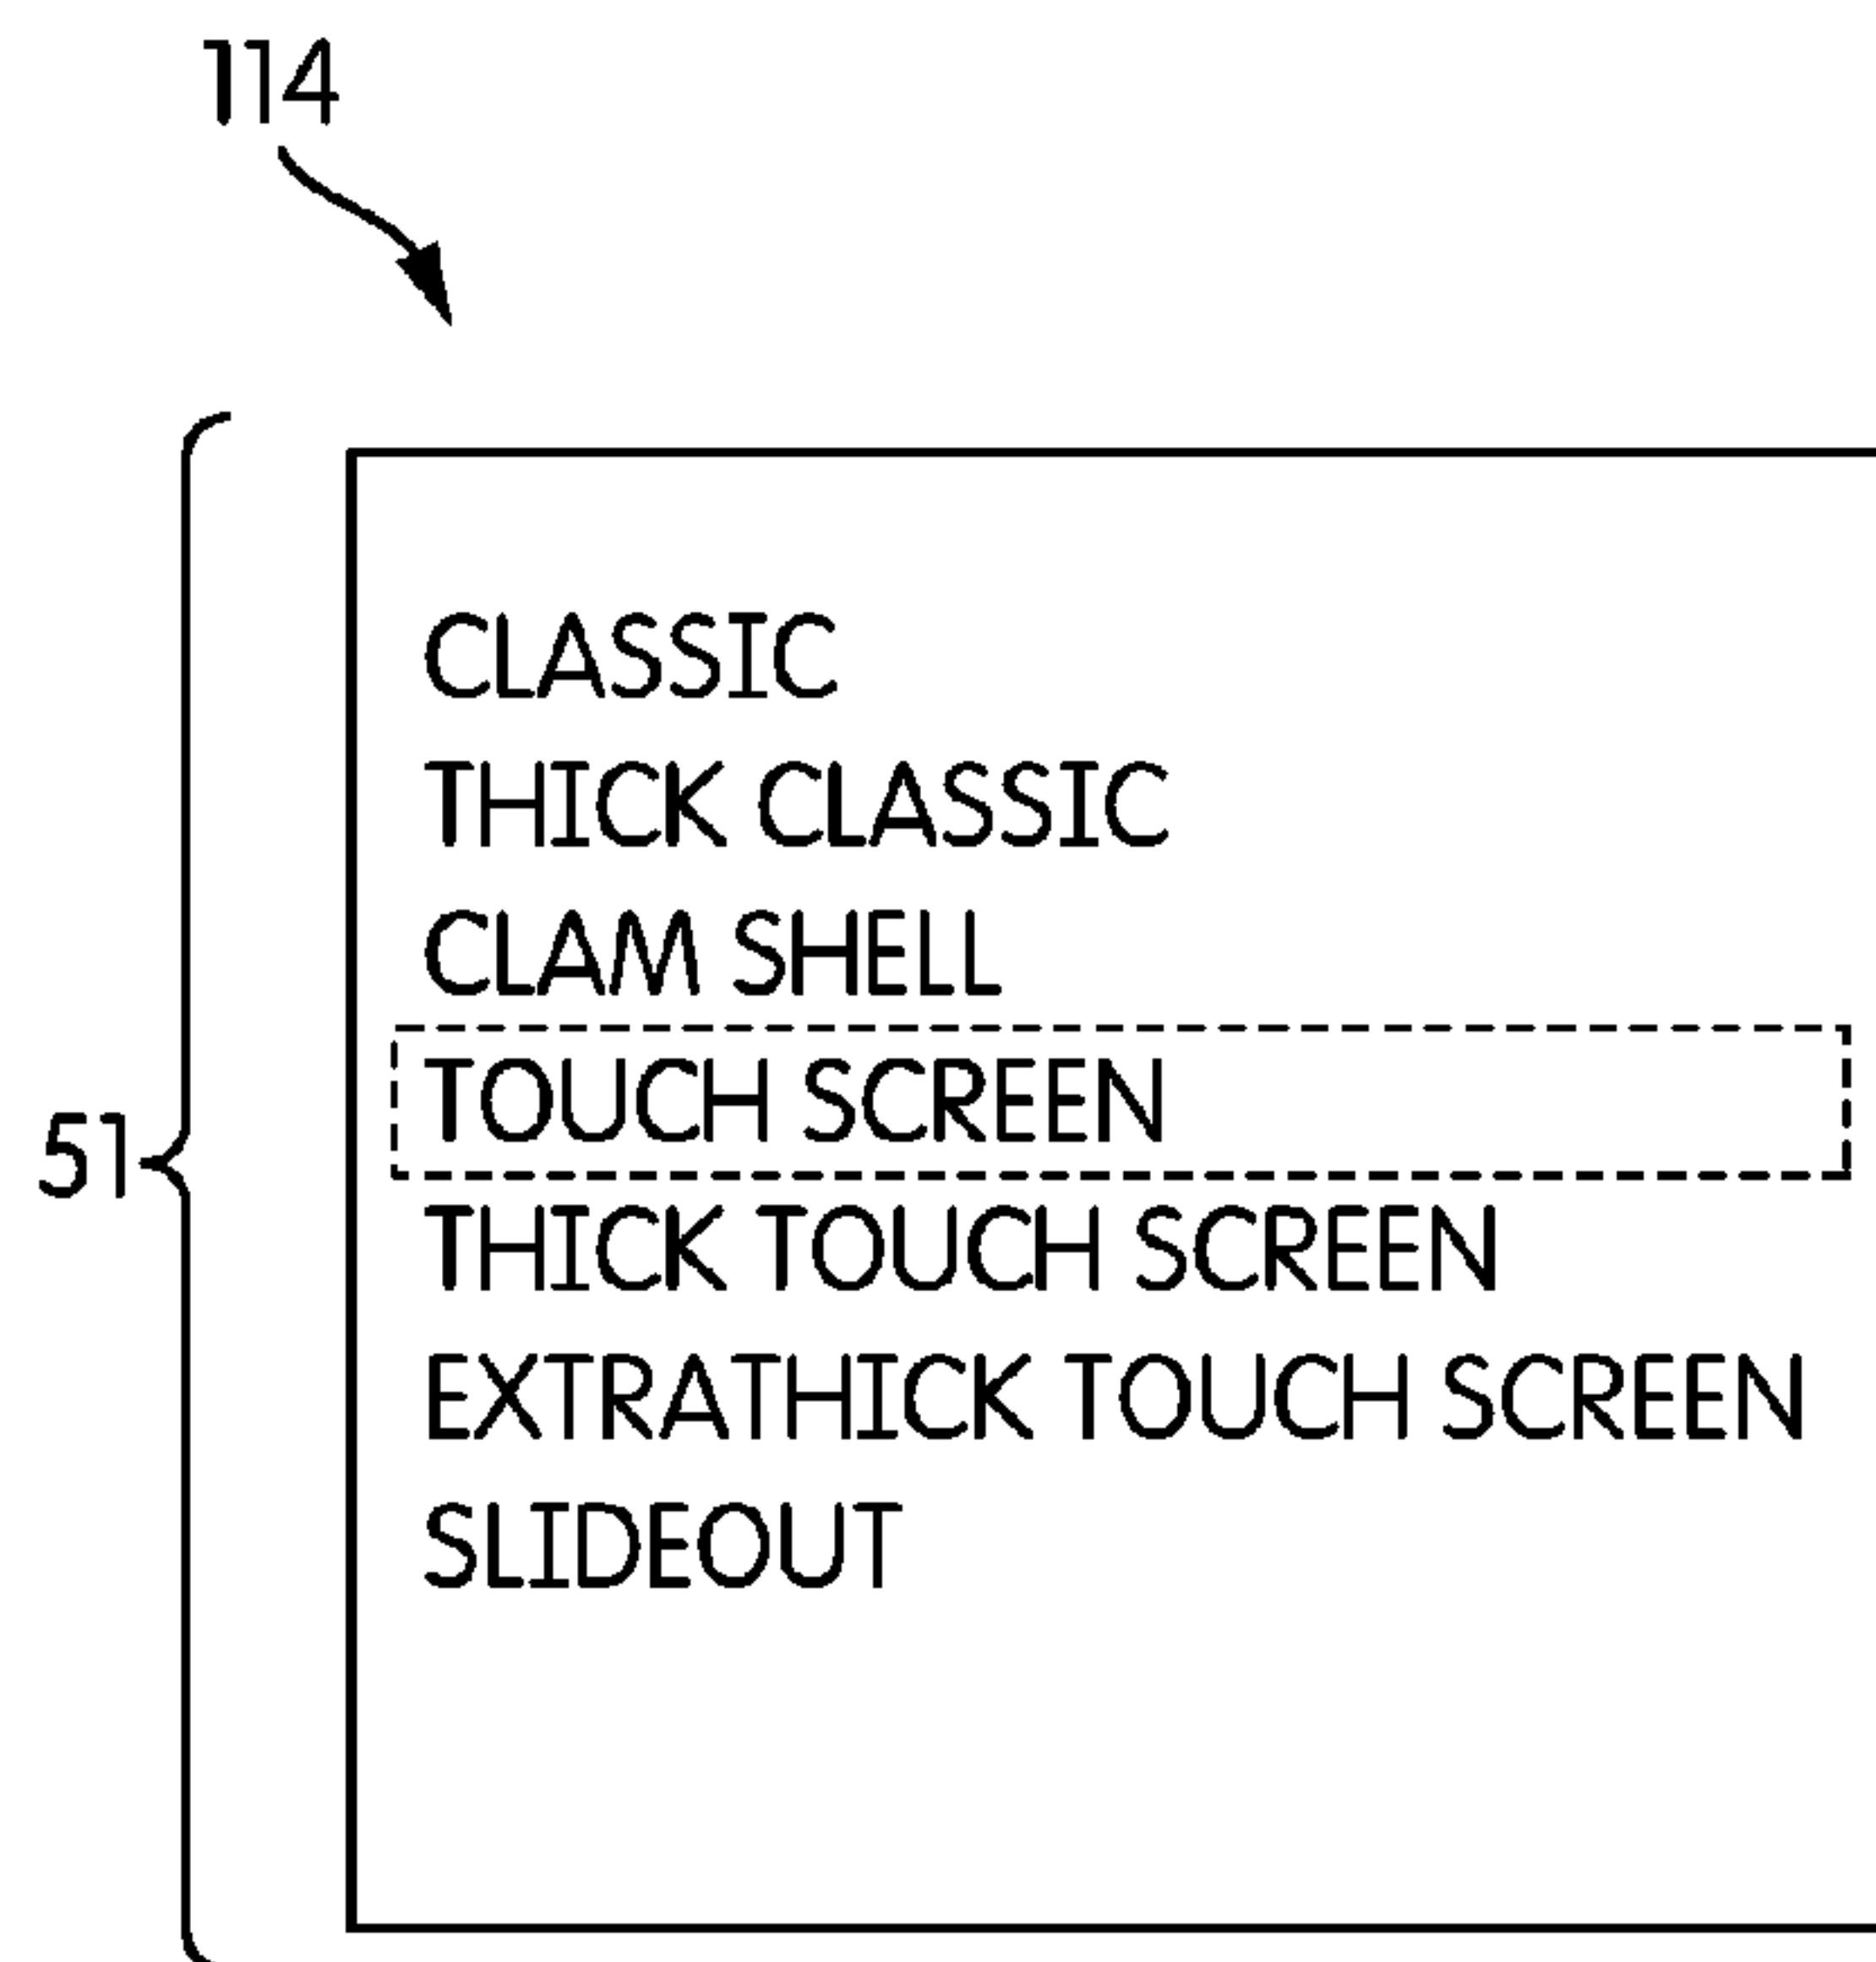 114
CLASSIC
THICK CLASSIC
CLAM SHELL
TOUCH SCREEN
51
THICK TOUCH SCREEN
EXTRATHICK TOUCH SCREEN
SLIDEOUT